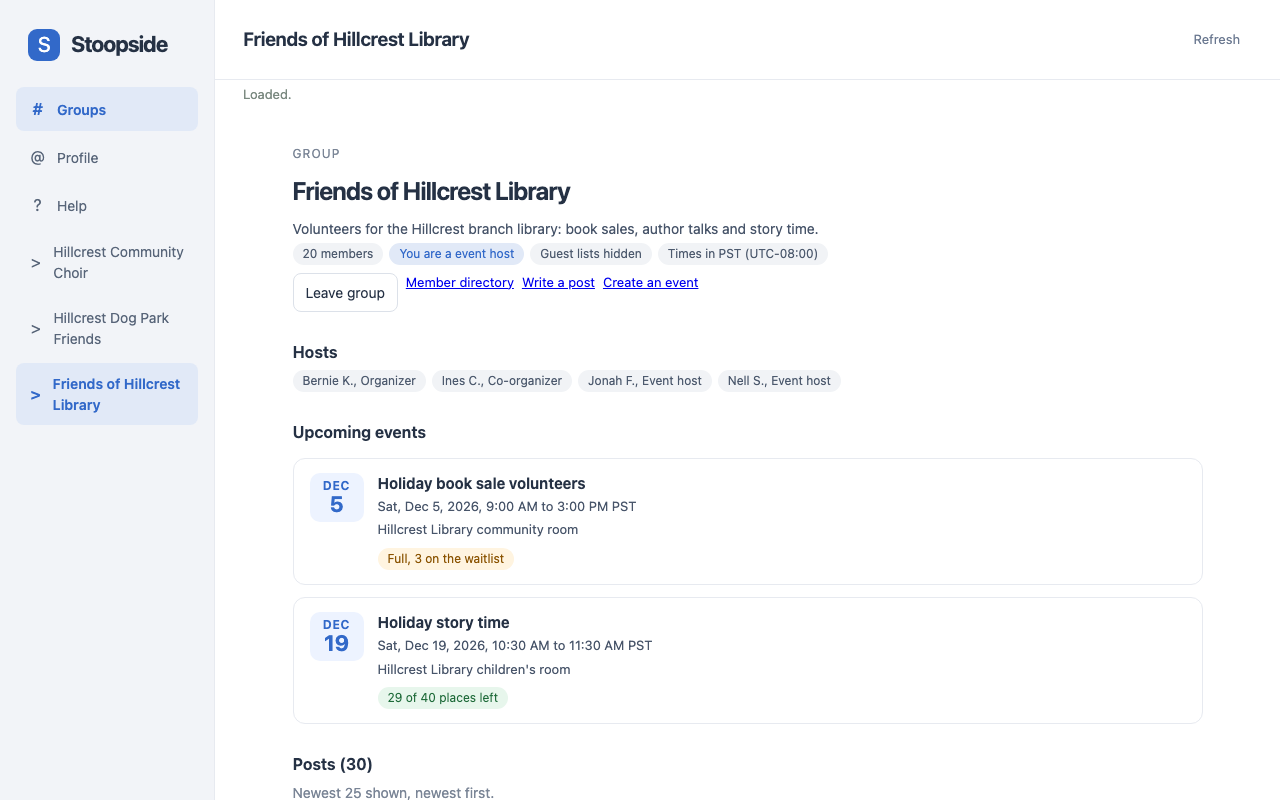 S Stoopside
# Groups
@ Profile
? Help
> Hillcrest Community
Choir
> Hillcrest Dog Park
Friends
> Friends of Hillcrest
Library
Friends of Hillcrest Library
Refresh
Loaded.
GROUP
Friends of Hillcrest Library
Volunteers for the Hillcrest branch library: book sales, author talks and story time.
20 members You are a event host Guest lists hidden Times in PST (UTC-08:00)
Leave group Member directory Write a post Create an event
Hosts
Bernie K., Organizer Ines C., Co-organizer Jonah F., Event host Nell S., Event host
Upcoming events
DEC
5
Holiday book sale volunteers
Sat, Dec 5, 2026, 9:00 AM to 3:00 PM PST
Hillcrest Library community room
Full, 3 on the waitlist
DEC
19
Holiday story time
Sat, Dec 19, 2026, 10:30 AM to 11:30 AM PST
Hillcrest Library children's room
29 of 40 places left
Posts (30)
Newest 25 shown, newest first.